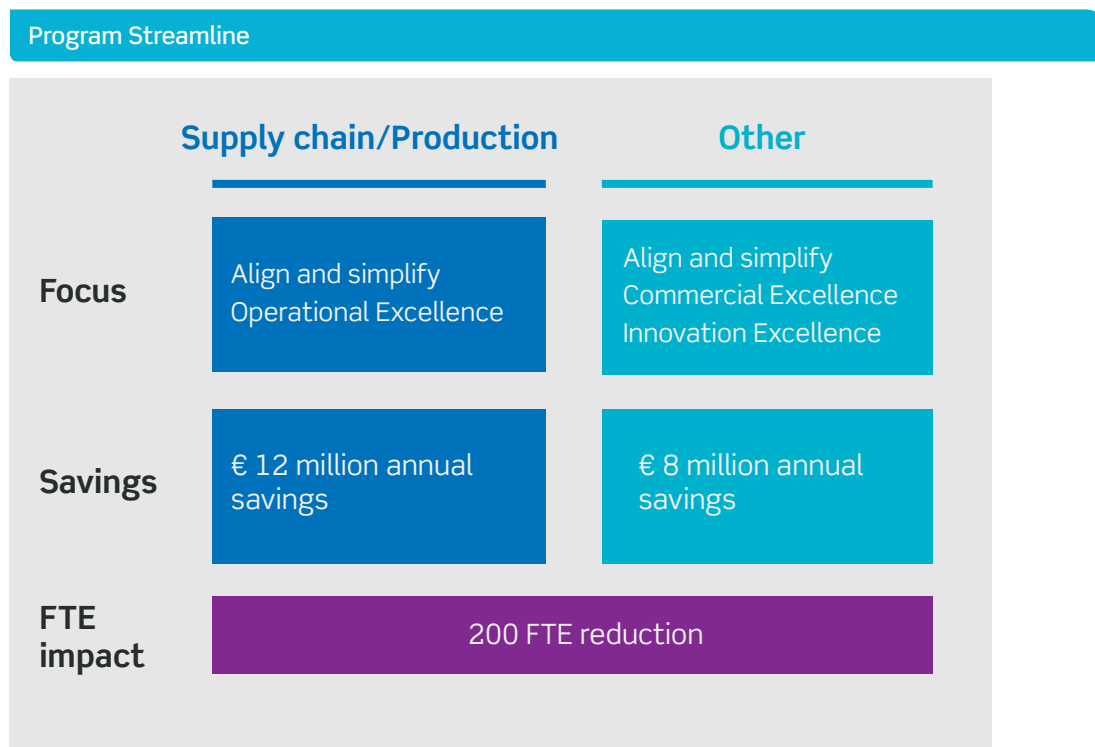 Program Streamline
Supply chain/Production
Other
Focus
Align and simplify
Operational Excellence
Align and simplify
Commercial Excellence
Innovation Excellence
Savings
€ 12 million annual
savings
€ 8 million annual
savings
FTE
impact
200 FTE reduction